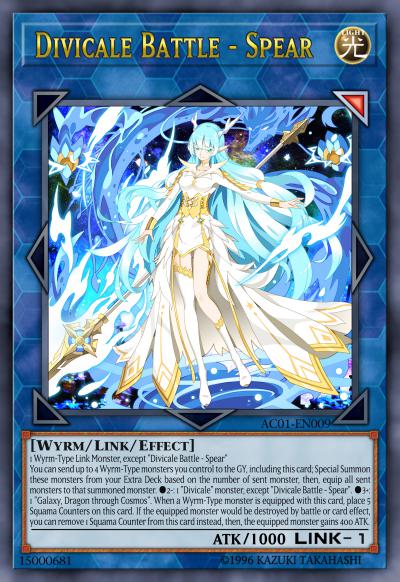 DIVICALE BATTLE - SPEAR
LIGHT
光
AC01-EN009
[WYRM/LINK/EFFECT]
1 Wyrm-Type Link Monster, except "Divicale Battle - Spear"
You can send up to 4 Wyrm-Type monsters you control to the GY, including this card; Special Summon
these monsters from your Extra Deck based on the number of sent monster, then, equip all sent
monsters to that summoned monster. ●2-: 1 "Divicale" monster, except "Divicale Battle - Spear". ●3+:
1 "Galaxy, Dragon through Cosmos". When a Wyrm-Type monster is equipped with this card, place 5
Squama Counters on this card. If the equipped monster would be destroyed by battle or card effect,
you can remove 1 Squama Counter from this card instead, then, the equipped monster gains 400 ATK.
ATK/1000 LINK-1
15000681 ©1996 KAZUKI TAKAHASHI